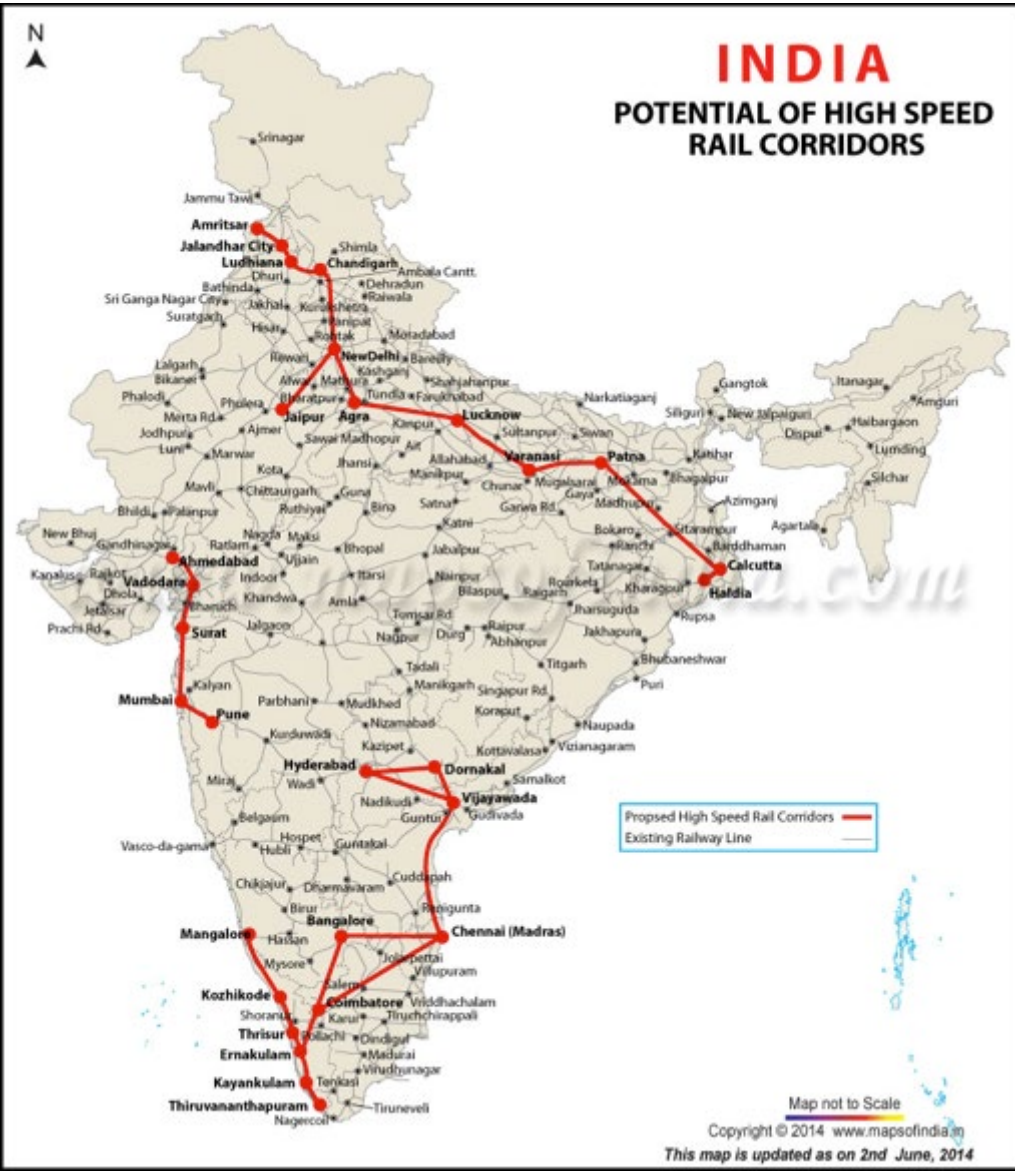 N
INDIA
POTENTIAL OF HIGH SPEED
RAIL CORRIDORS
Srinagar
Jammu Tawi
Amritsar
Jalandhar City
Shimla
Ludhiana
Chandigarh
Ambala Cantt.
Dhuri
Dehradun
Bathinda
Raiwala
Sri Ganga Nagar City
Jakhal
Kurukshetra
Suratgarh
Panipat
Hisar
Rohtak
Moradabad
Rewari
NewDelhi
Bareilly
Lalgarh
Kashganj
Bikaner
Alwar
Mathura
Shahjahanpur
Phalodi
Bharatpur
Tundla
Farukhabad
Narkatiaganj
Gangtok
Itanagar
Amguri
Phulera
Merta Rd.
Jaipur
Agra
Lucknow
Siliguri
New Jalpaiguri
Haibargaon
Jodhpur
Ajmer
Kanpur
Sultanpur
Siwan
Dispur
Luni
Sawai Madhopur
Marwar
Ait
Varanasi
Patna
Katihar
Lumding
Kota
Jhansi
Allahabad
Manikpur
Mokama
Bhagalpur
Silchar
Mavli
Chittaurgarh
Guna
Chunar
Mugalsarai
Gaya
Bhildi
Palanpur
Ruthiyai
Bina
Satna
Garwa Rd.
Madhupur
Azimganj
New Bhuj
Gandhinagar
Nagda
Maksi
Katni
Bokaro
Sitarampur
Agartala
Ratlam
Bhopal
Jabalpur
Ranchi
Barddhaman
Ahmedabad
Ujjain
Tatanagar
Calcutta
Kanalus
Rajkot
Vadodara
Indoor
Itarsi
Nainpur
Rourkela
Kharagpur
Haldia
Dhola
Khandwa
Amla
Bilaspur
Raigarh
Jetalsar
Bharuch
Jharsuguda
Rupsa
Prachi Rd.
Surat
Jalgaon
Tomsar Rd
Raipur
Jakhapura
Nagpur
Durg
Abhanpur
Tadali
Titgarh
Bhubaneshwar
Kalyan
Manikgarh
Singapur Rd.
Puri
Mumbai
Parbhani
Mudkhed
Pune
Koraput
Nizamabad
Naupada
Kurduwadi
Kazipet
Kottavalasa
Vizianagaram
Hyderabad
Dornakal
Miraj
Wadi
Samalkot
Nadikudi
Vijayawada
Guntur
Gudivada
Propsed High Speed Rail Corridors
Existing Railway Line
Belgaum
Vasco-da-gama
Hospet
Hubli
Guntakal
Chikjajur
Dharmavaram
Cuddapah
Birur
Renigunta
Bangalore
Mangalore
Hassan
Chennai (Madras)
Mysore
Jolarpettai
Villupuram
Salem
Kozhikode
Coimbatore
Vriddhachalam
Shoranur
Karur
Tiruchchirappali
Thrisur
Pollachi
Dindigul
Ernakulam
Madurai
Virudhunagar
Kayankulam
Tenkasi
Thiruvananthapuram
Tiruneveli
Nagercoil
Map not to Scale
Copyright © 2014 www.mapsofindia.in
This map is updated as on 2nd June, 2014